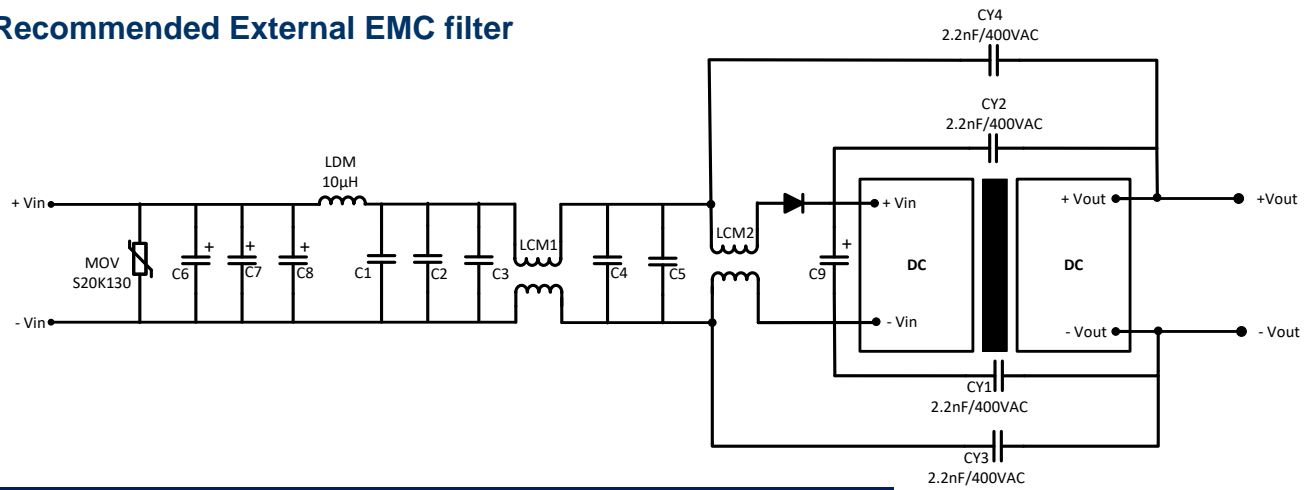 Recommended External EMC filter
CY4
2.2nF/400VAC
CY2
2.2nF/400VAC
LDM
10µH
+ Vin
+ Vin
+ Vout
+Vout
MOV
S20K130
+
C6
+
C7
+
C8
C1
C2
C3
LCM1
C4
C5
LCM2
+
C9
DC
DC
- Vin
- Vin
- Vout
- Vout
CY1
2.2nF/400VAC
CY3
2.2nF/400VAC